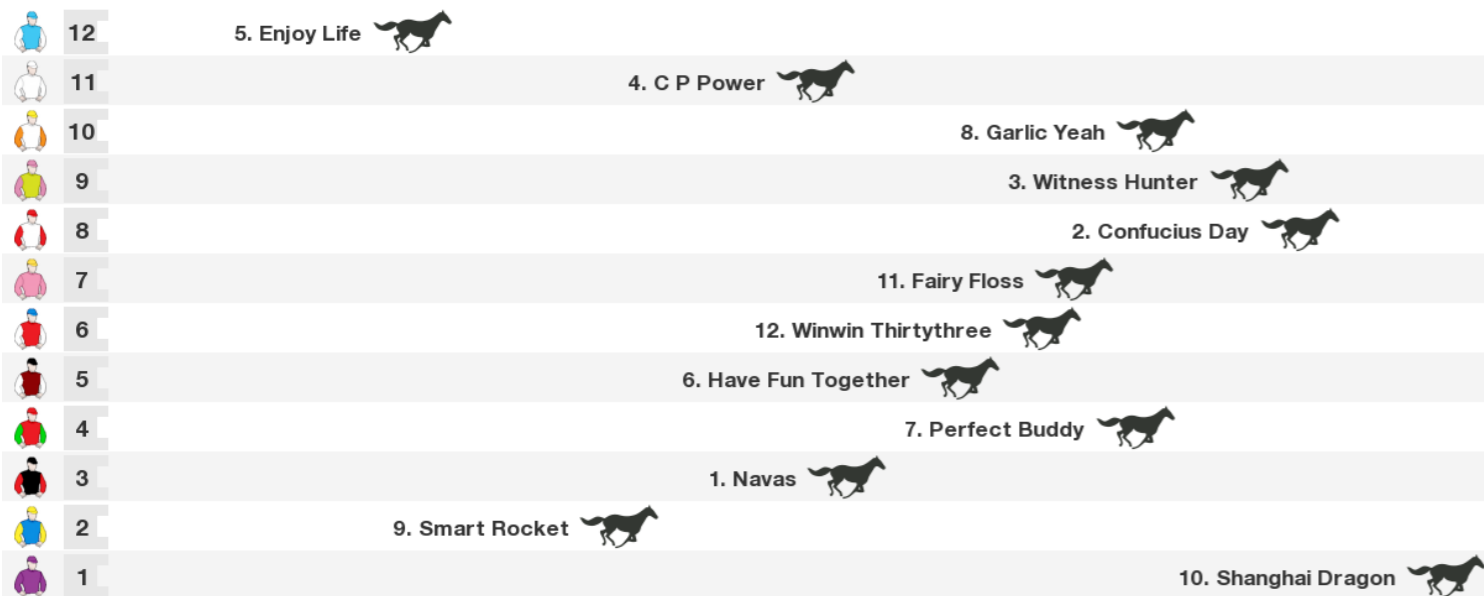 12 5. Enjoy Life
11 4. C P Power
10 8. Garlic Yeah
9 3. Witness Hunter
8 2. Confucius Day
7 11. Fairy Floss
6 12. Winwin Thirtythree
5 6. Have Fun Together
4 7. Perfect Buddy
3 1. Navas
2 9. Smart Rocket
1 10. Shanghai Dragon